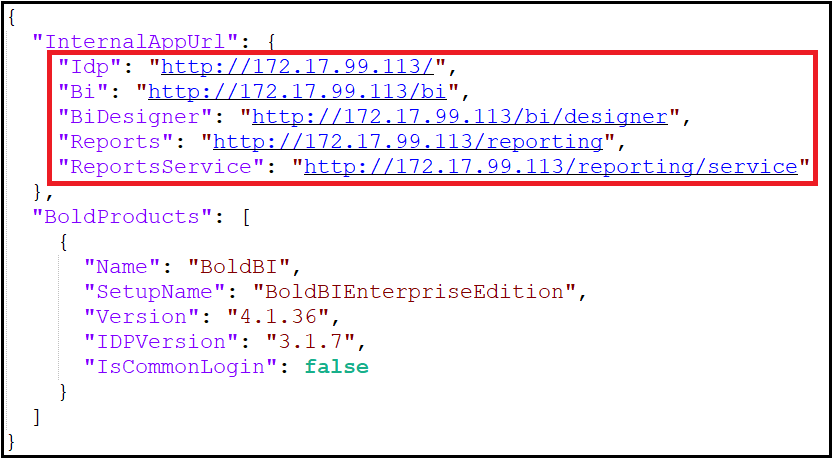 {
  "InternalAppUrl": {
    "Idp": "http://172.17.99.113/",
    "Bi": "http://172.17.99.113/bi",
    "BiDesigner": "http://172.17.99.113/bi/designer",
    "Reports": "http://172.17.99.113/reporting",
    "ReportsService": "http://172.17.99.113/reporting/service"
  },
  "BoldProducts": [
    {
      "Name": "BoldBI",
      "SetupName": "BoldBIEnterpriseEdition",
      "Version": "4.1.36",
      "IDPVersion": "3.1.7",
      "IsCommonLogin": false
    }
  ]
}